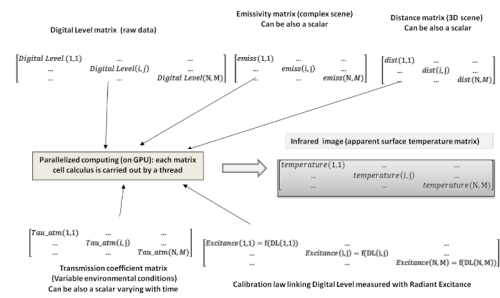 Digital Level matrix (raw data)
Emissivity matrix (complex scene)
Can be also a scalar
Distance matrix (3D scene)
Can be also a scalar
Digital Level (1,1) ... ...
... Digital Level(i,j) ...
... ... Digital Level(N,M)
emiss(1,1) ... ...
... emiss(i,j) ...
... ... emiss(N,M)
dist(1,1) ... ...
... dist(i,j) ...
... ... dist(N,M)
Parallelized computing (on GPU): each matrix
cell calculus is carried out by a thread
Infrared image (apparent surface temperature matrix)
temperature(1,1) ... ...
... temperature(i,j) ...
... ... temperature(N,M)
Tau_atm(1,1) ... ...
... Tau_atm(i,j) ...
... ... Tau_atm(N,M)
Transmission coefficient matrix
(Variable environmental conditions)
Can be also a scalar varying with time
Excitance(1,1) = f(DL(1,1)) ... ...
... Excitance(i,j) = f(DL(i,j) ...
... ... Excitance(N,M) = f(DL(N,M))
Calibration law linking Digital Level measured with Radiant Excitance